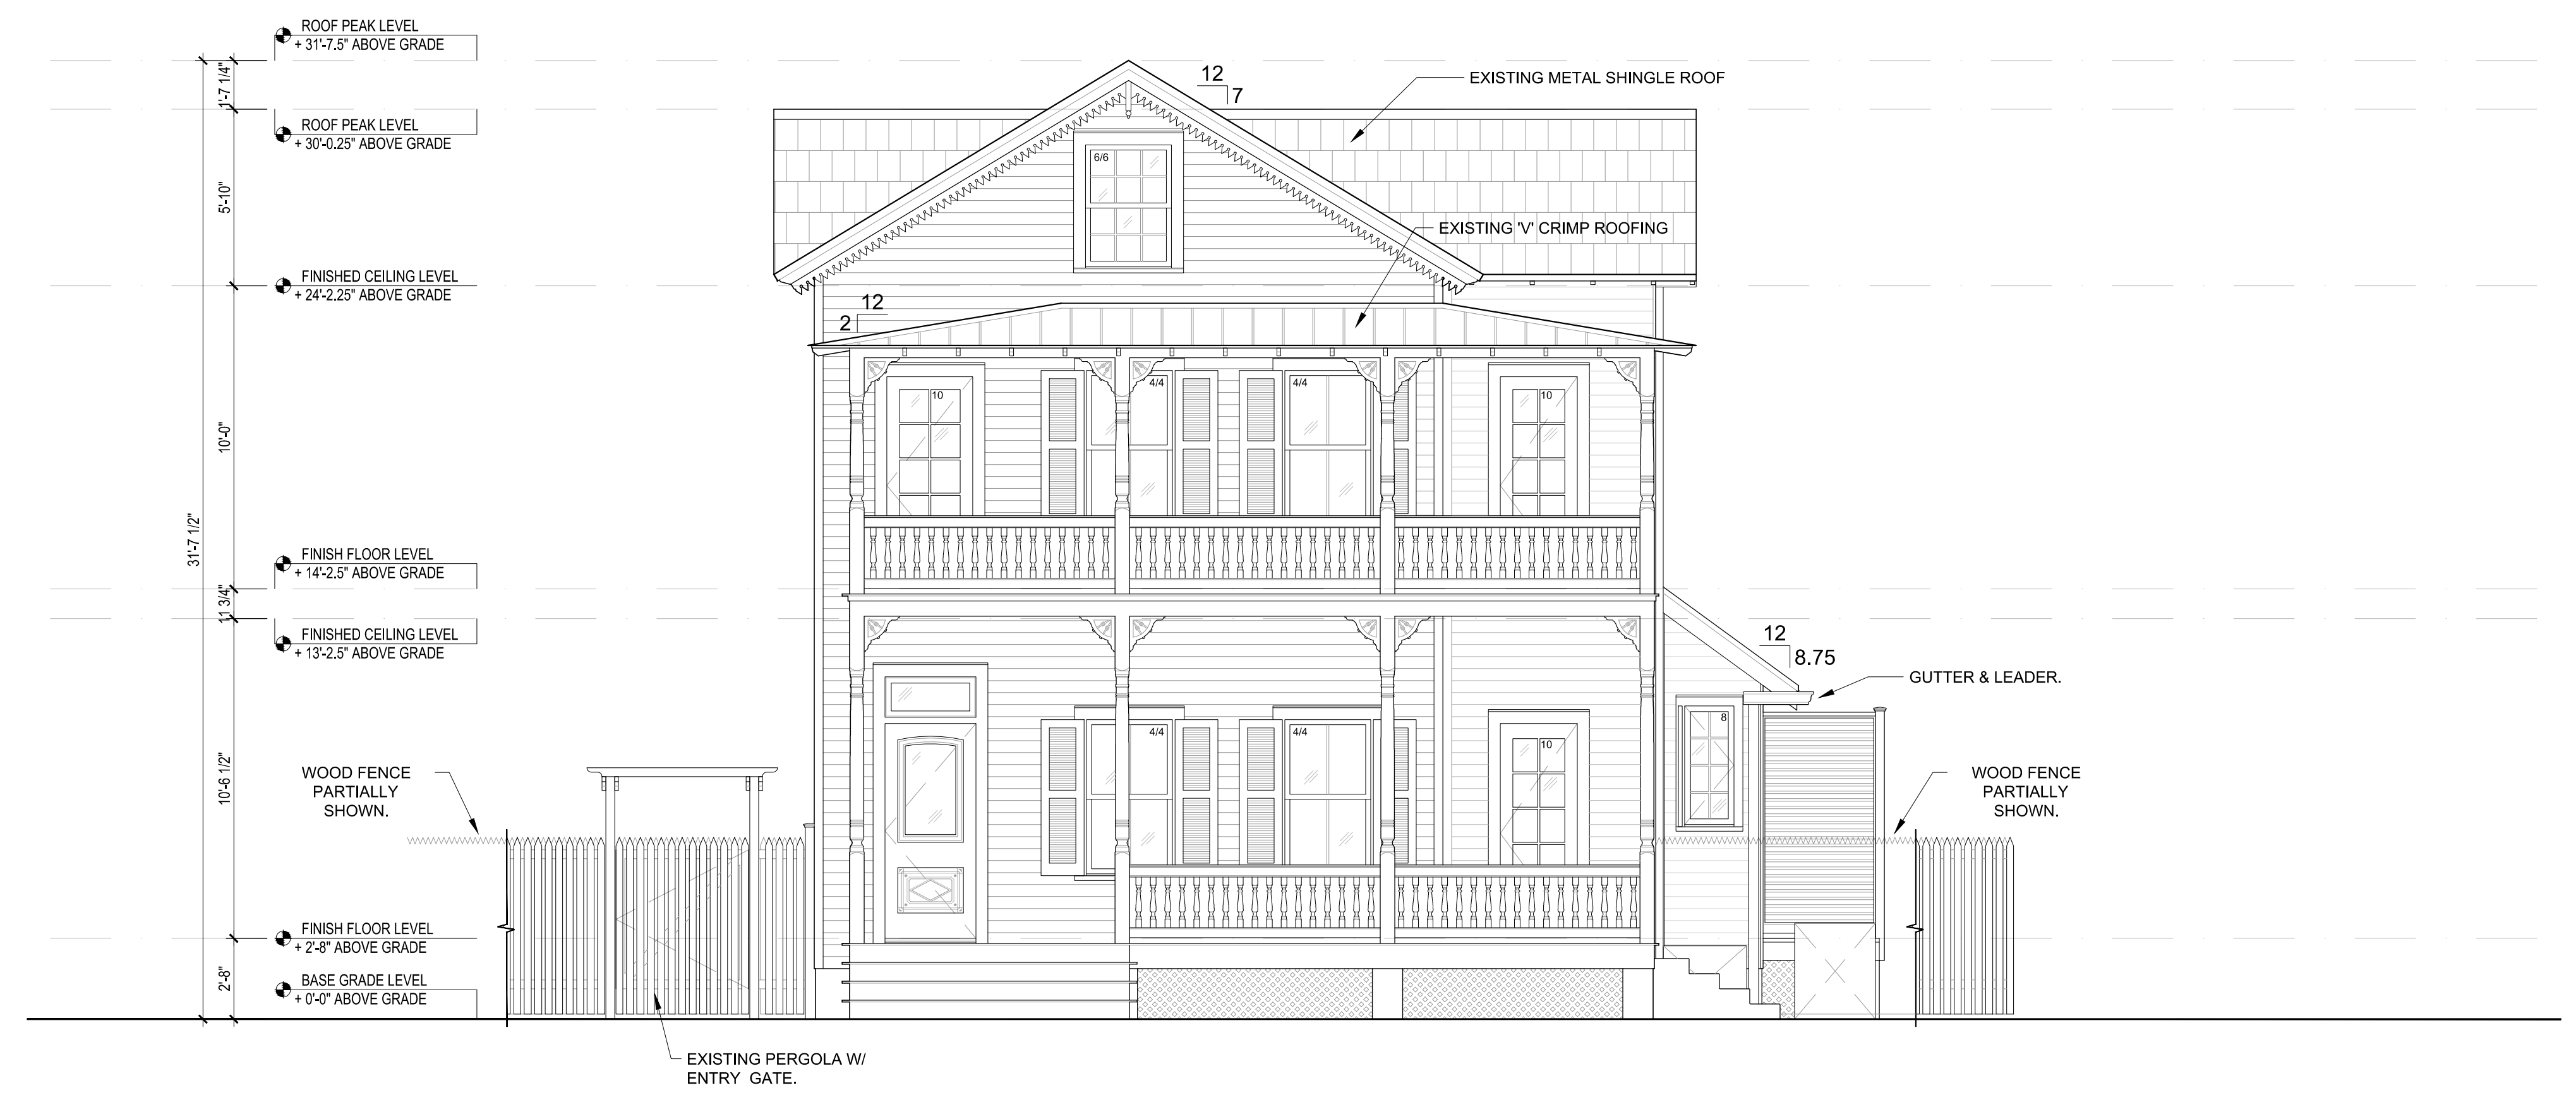 ROOF PEAK LEVEL
+ 31'-7.5" ABOVE GRADE
1'-7 1/4"
ROOF PEAK LEVEL
+ 30'-0.25" ABOVE GRADE
5'-10"
FINISHED CEILING LEVEL
+ 24'-2.25" ABOVE GRADE
10'-0"
31'-7 1/2"
FINISH FLOOR LEVEL
+ 14'-2.5" ABOVE GRADE
11 3/4"
FINISHED CEILING LEVEL
+ 13'-2.5" ABOVE GRADE
10'-6 1/2"
WOOD FENCE
PARTIALLY
SHOWN.
FINISH FLOOR LEVEL
+ 2'-8" ABOVE GRADE
2'-8"
BASE GRADE LEVEL
+ 0'-0" ABOVE GRADE
12
7
EXISTING METAL SHINGLE ROOF
6/6
EXISTING 'V' CRIMP ROOFING
12
2
10
4/4
4/4
10
12
8.75
GUTTER & LEADER.
4/4
4/4
10
8
WOOD FENCE
PARTIALLY
SHOWN.
EXISTING PERGOLA W/
ENTRY GATE.